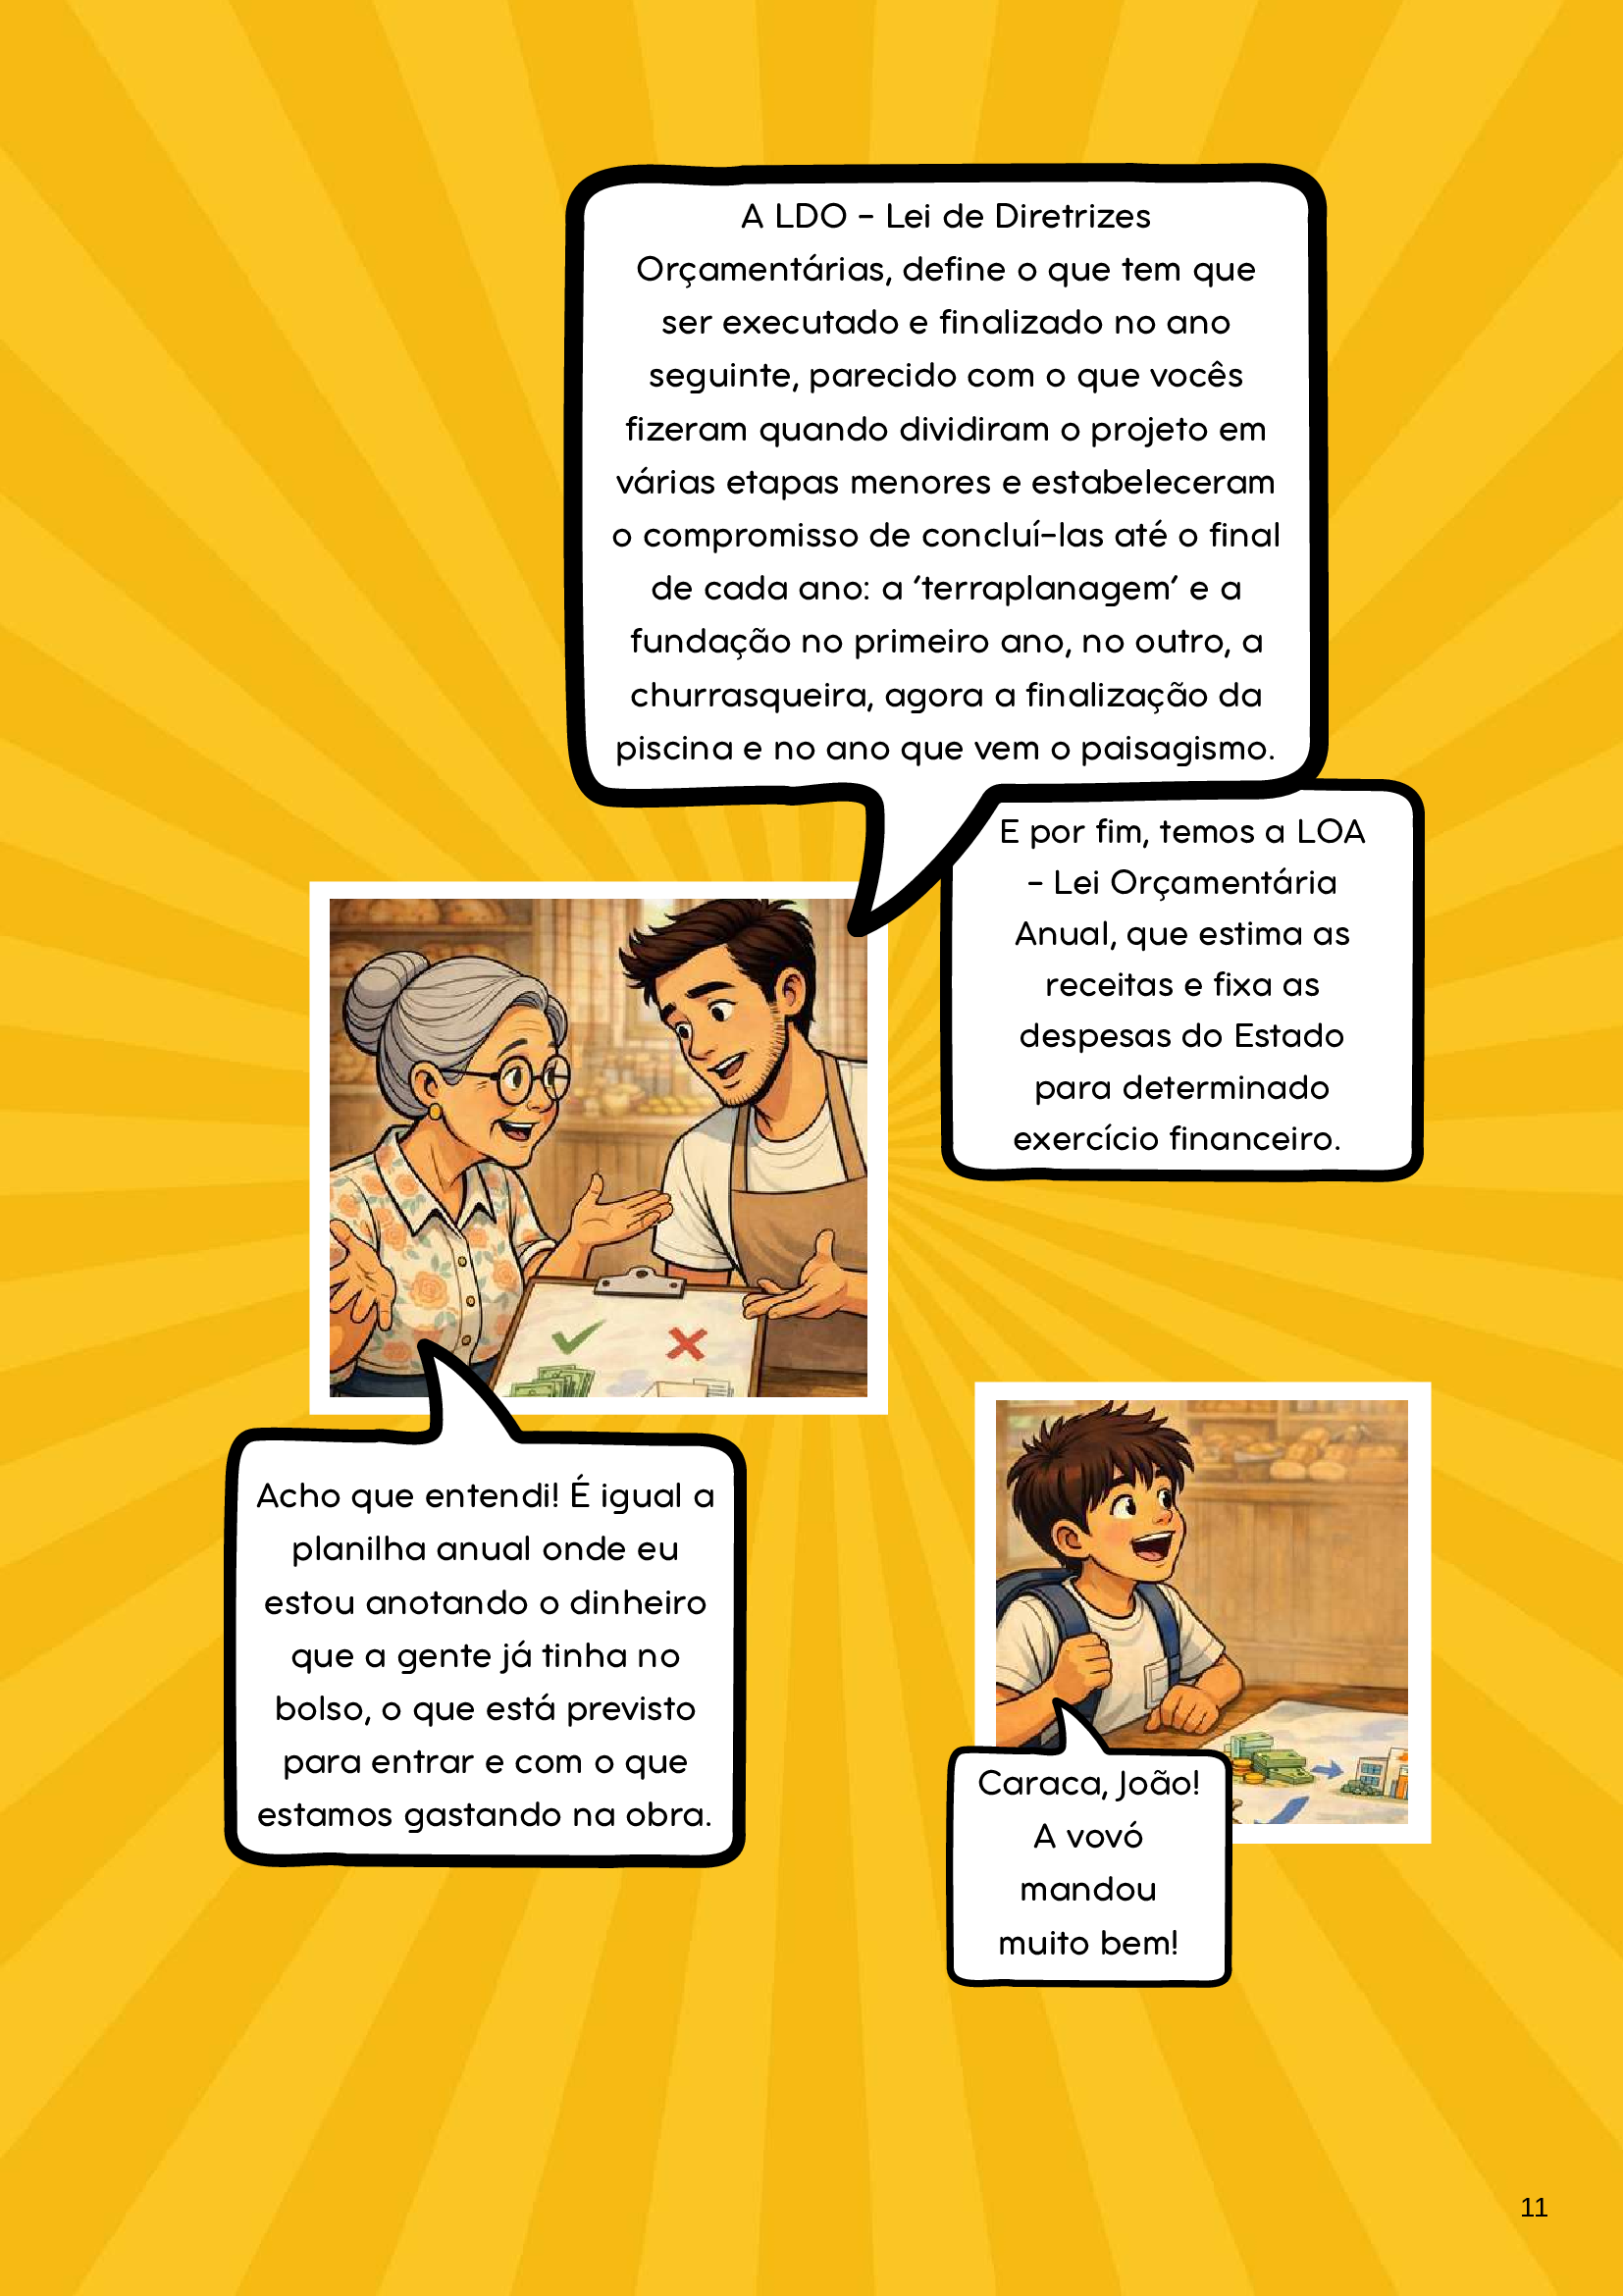 A LDO - Lei de Diretrizes
Orçamentárias, define o que tem que
ser executado e finalizado no ano
seguinte, parecido com o que vocês
fizeram quando dividiram o projeto em
várias etapas menores e estabeleceram
o compromisso de concluí-las até o final
de cada ano: a ‘terraplanagem’ e a
fundação no primeiro ano, no outro, a
churrasqueira, agora a finalização da
piscina e no ano que vem o paisagismo.
E por fim, temos a LOA
- Lei Orçamentária
Anual, que estima as
receitas e fixa as
despesas do Estado
para determinado
exercício financeiro.
Acho que entendi! É igual a
planilha anual onde eu
estou anotando o dinheiro
que a gente já tinha no
bolso, o que está previsto
para entrar e com o que
estamos gastando na obra.
Caraca, João!
A vovó
mandou
muito bem!
11